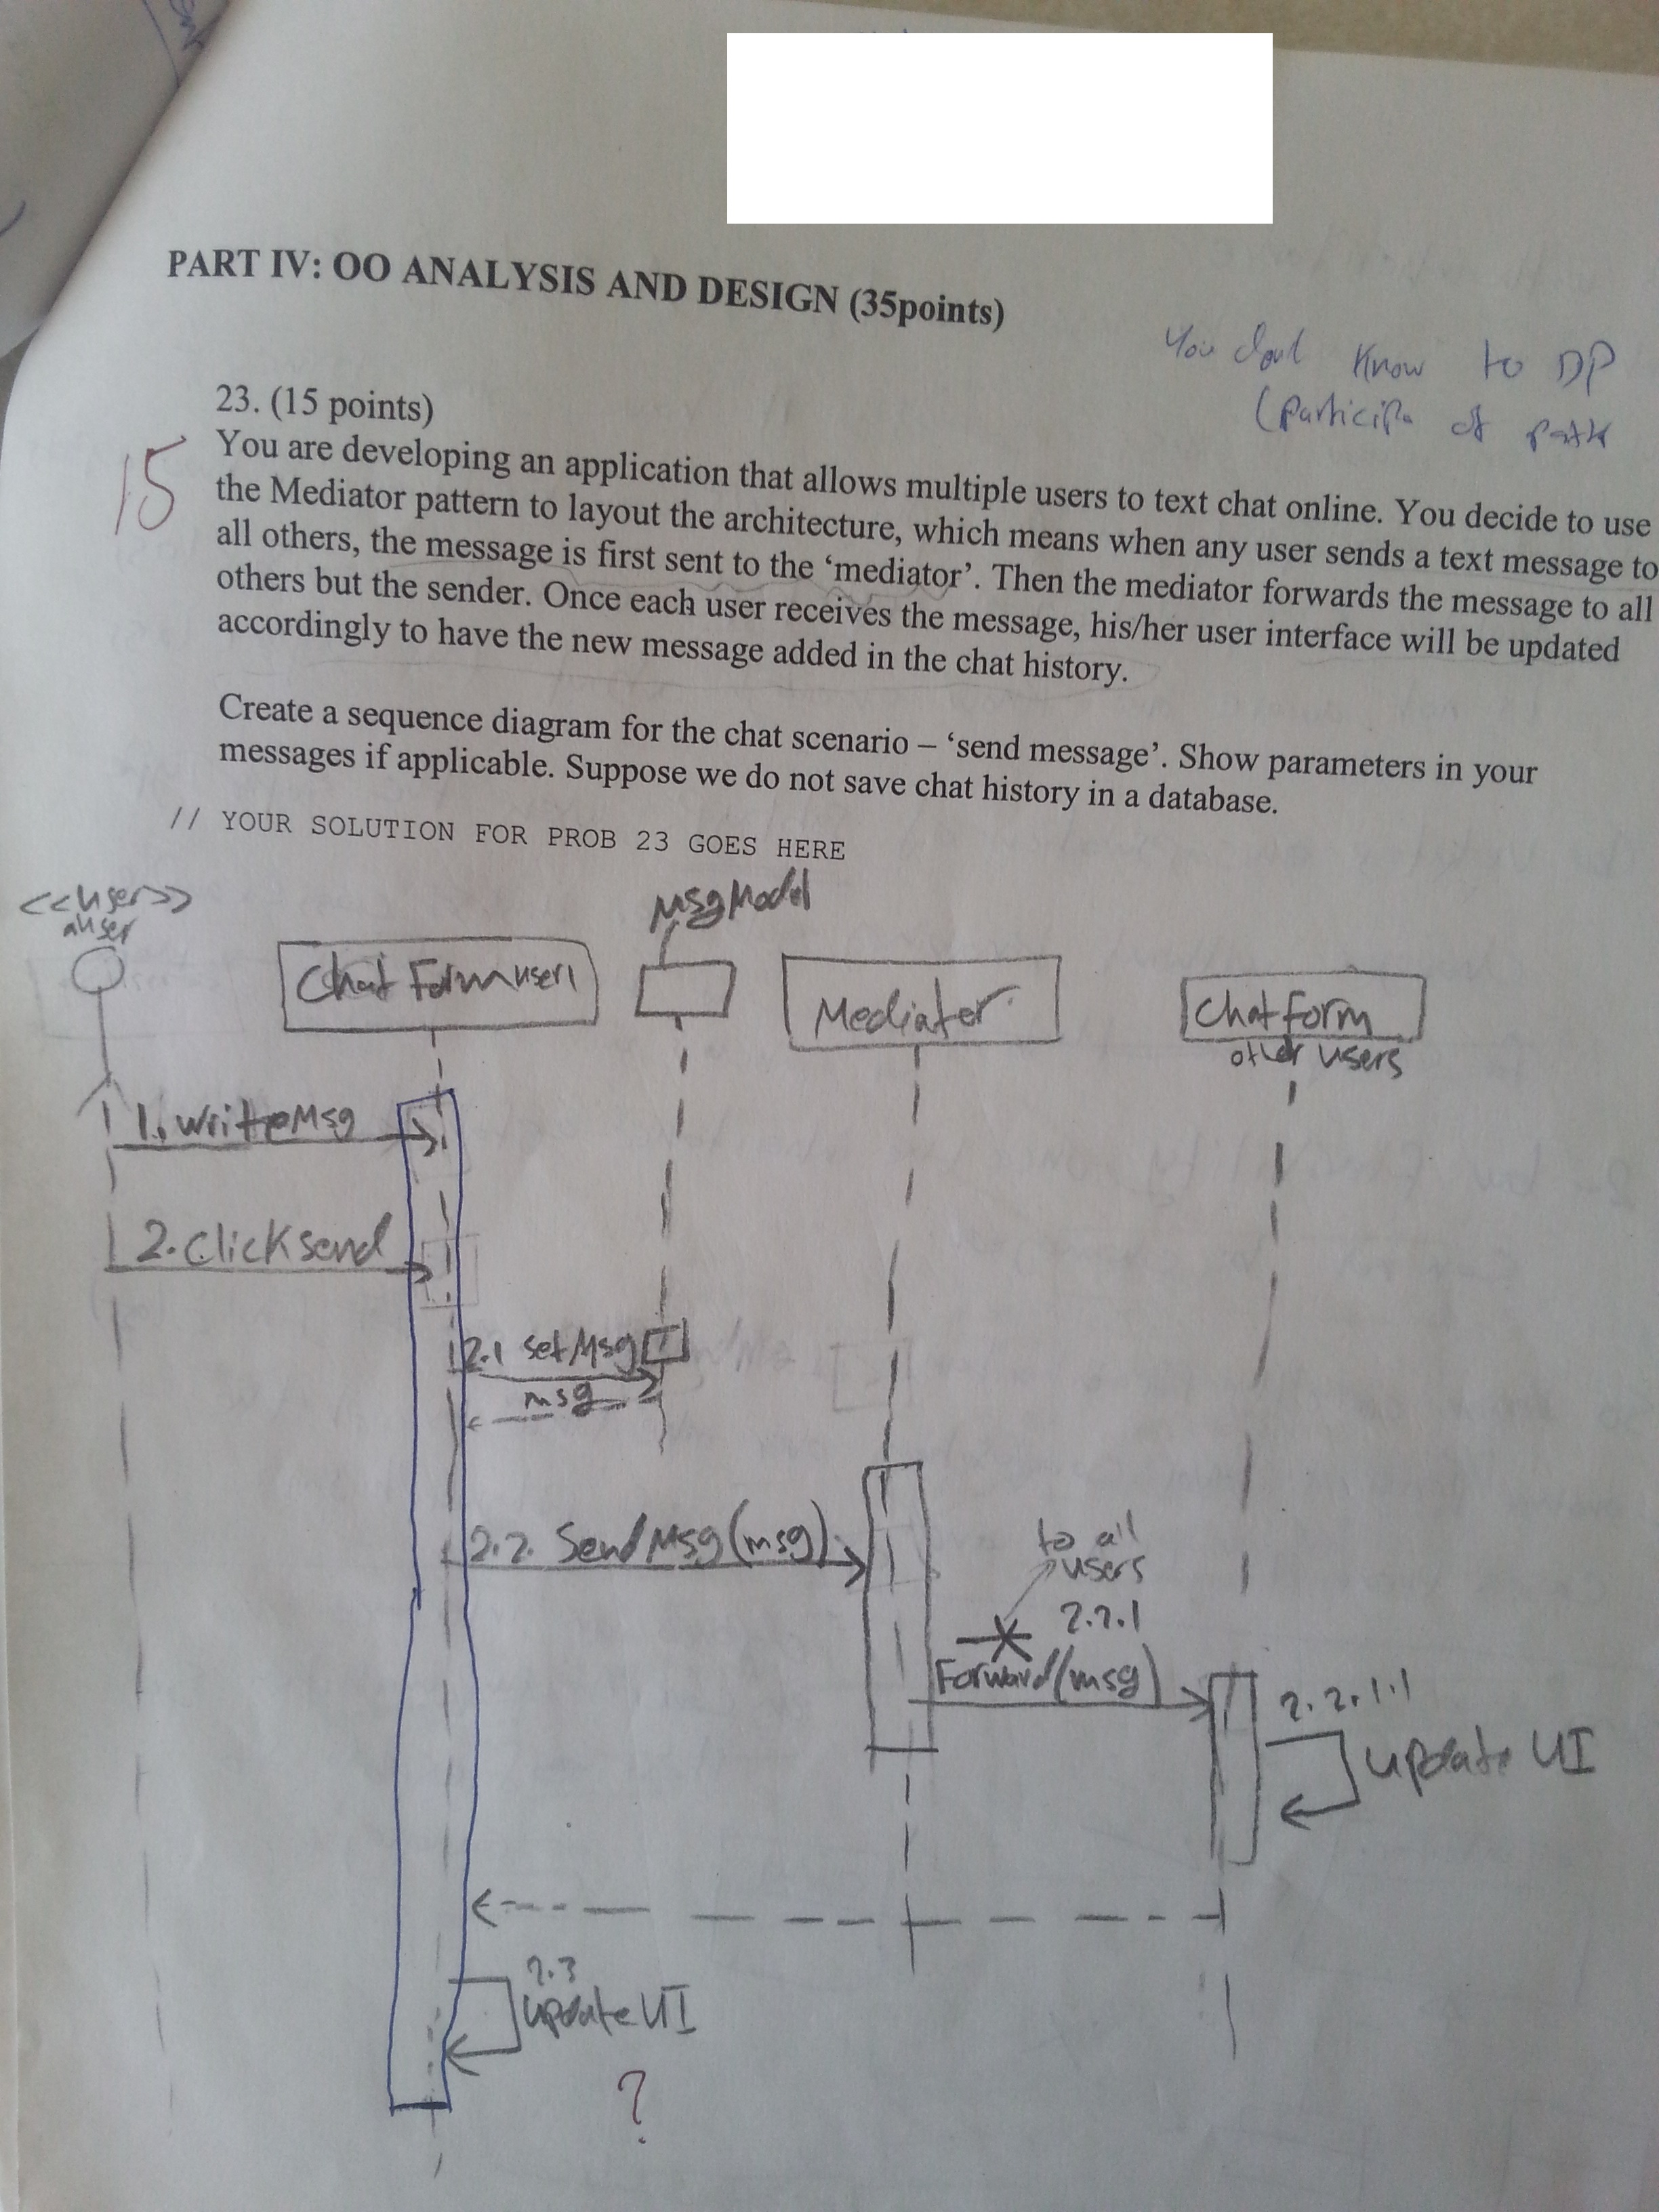 PART IV: OO ANALYSIS AND DESIGN (35points)
You dont Know to DP
23. (15 points)
15
You are developing an application that allows multiple users to text chat online. You decide to use
the Mediator pattern to layout the architecture, which means when any user sends a text message to
all others, the message is first sent to the ‘mediator’. Then the mediator forwards the message to all
others but the sender. Once each user receives the message, his/her user interface will be updated
accordingly to have the new message added in the chat history.
Create a sequence diagram for the chat scenario – ‘send message’. Show parameters in your
messages if applicable. Suppose we do not save chat history in a database.
// YOUR SOLUTION FOR PROB 23 GOES HERE
<<user>>
auser
MsgModel
Chat Form user1
Mediater
Chat form
other users
1. writteMsg
2. Click send
2.1 setMsg
msg
2.2. SendMsg(msg)
to all
users
2.2.1
Forward(msg)
2.2.1.1
update UI
2.3
update UI
?